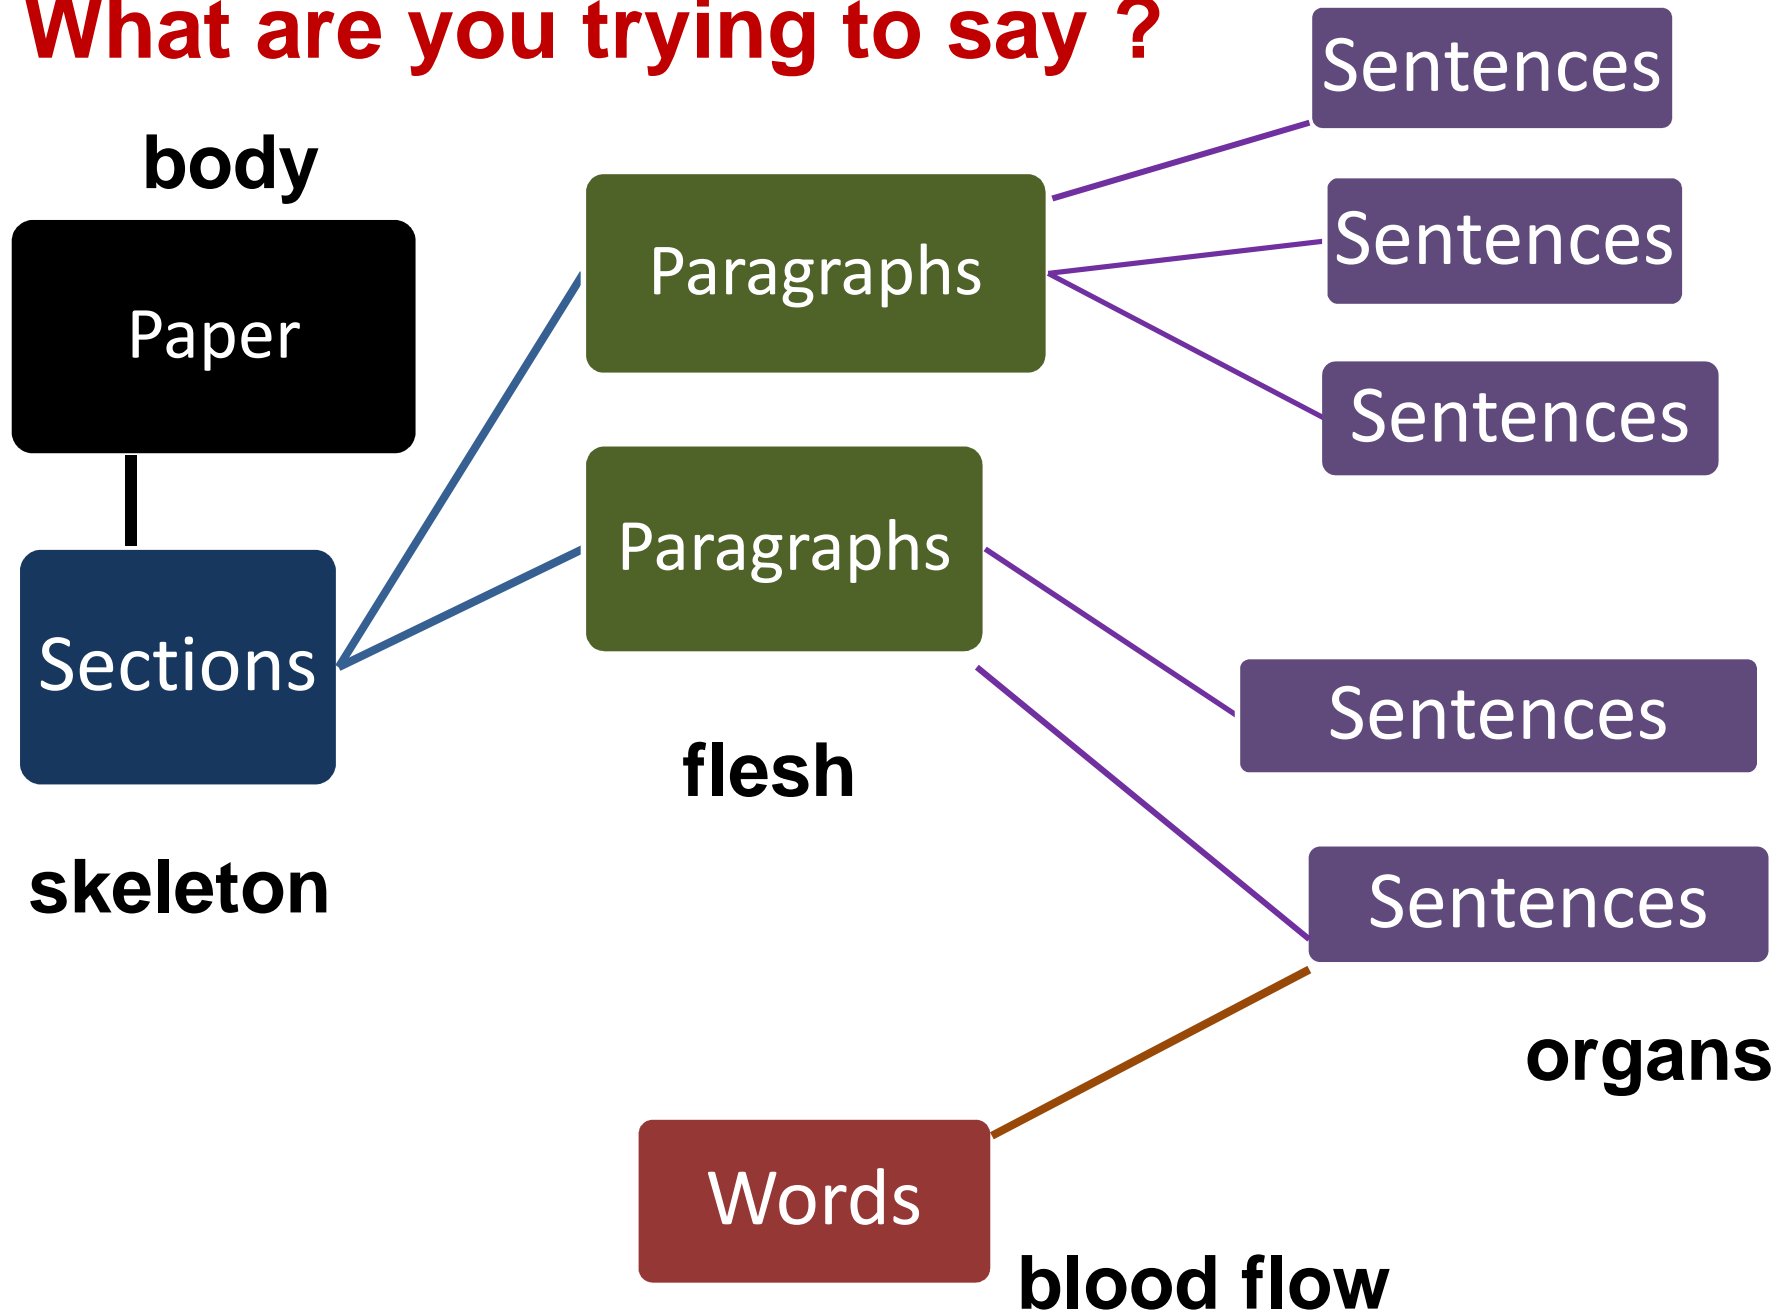 What are you trying to say ?
body
Paper
Sections
skeleton
Paragraphs
Paragraphs
flesh
Sentences
Sentences
Sentences
Sentences
Sentences
organs
Words
blood flow